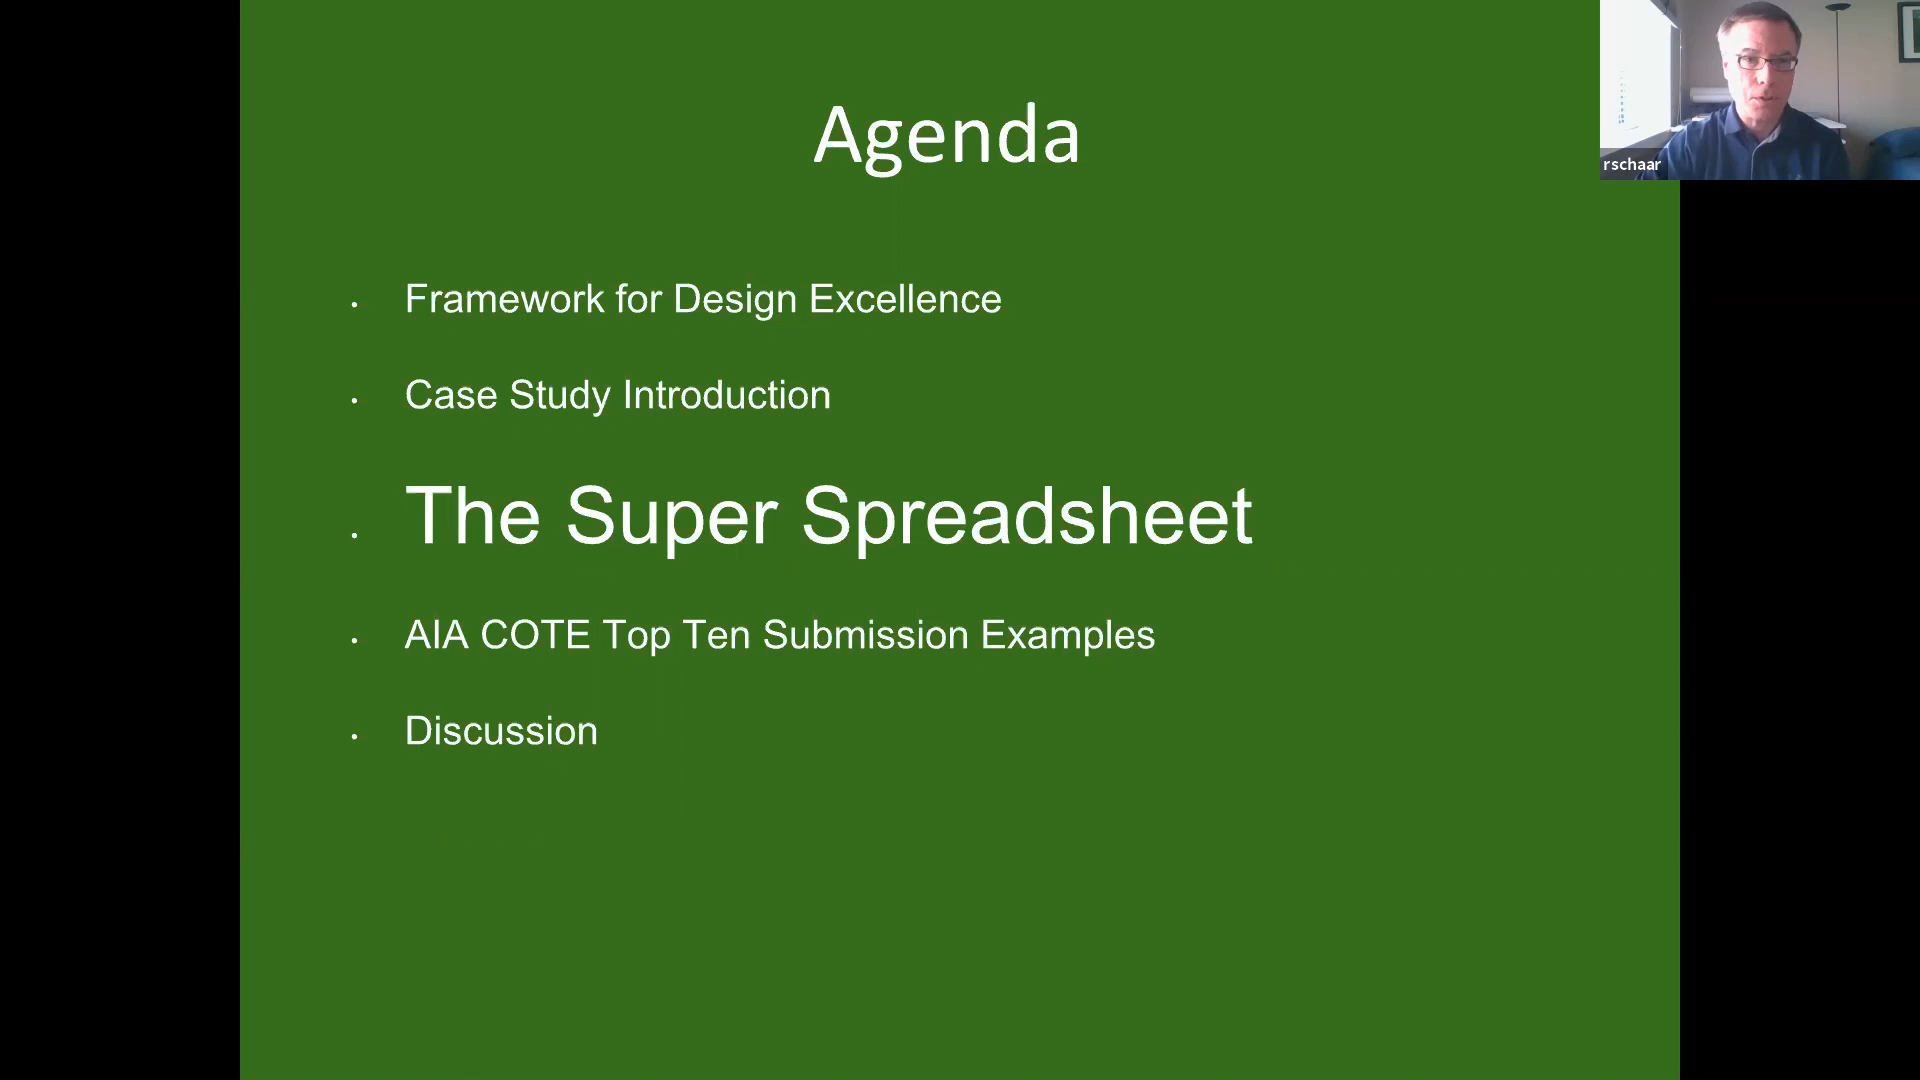 Agenda
rschaar
• Framework for Design Excellence
• Case Study Introduction
• The Super Spreadsheet
• AIA COTE Top Ten Submission Examples
• Discussion